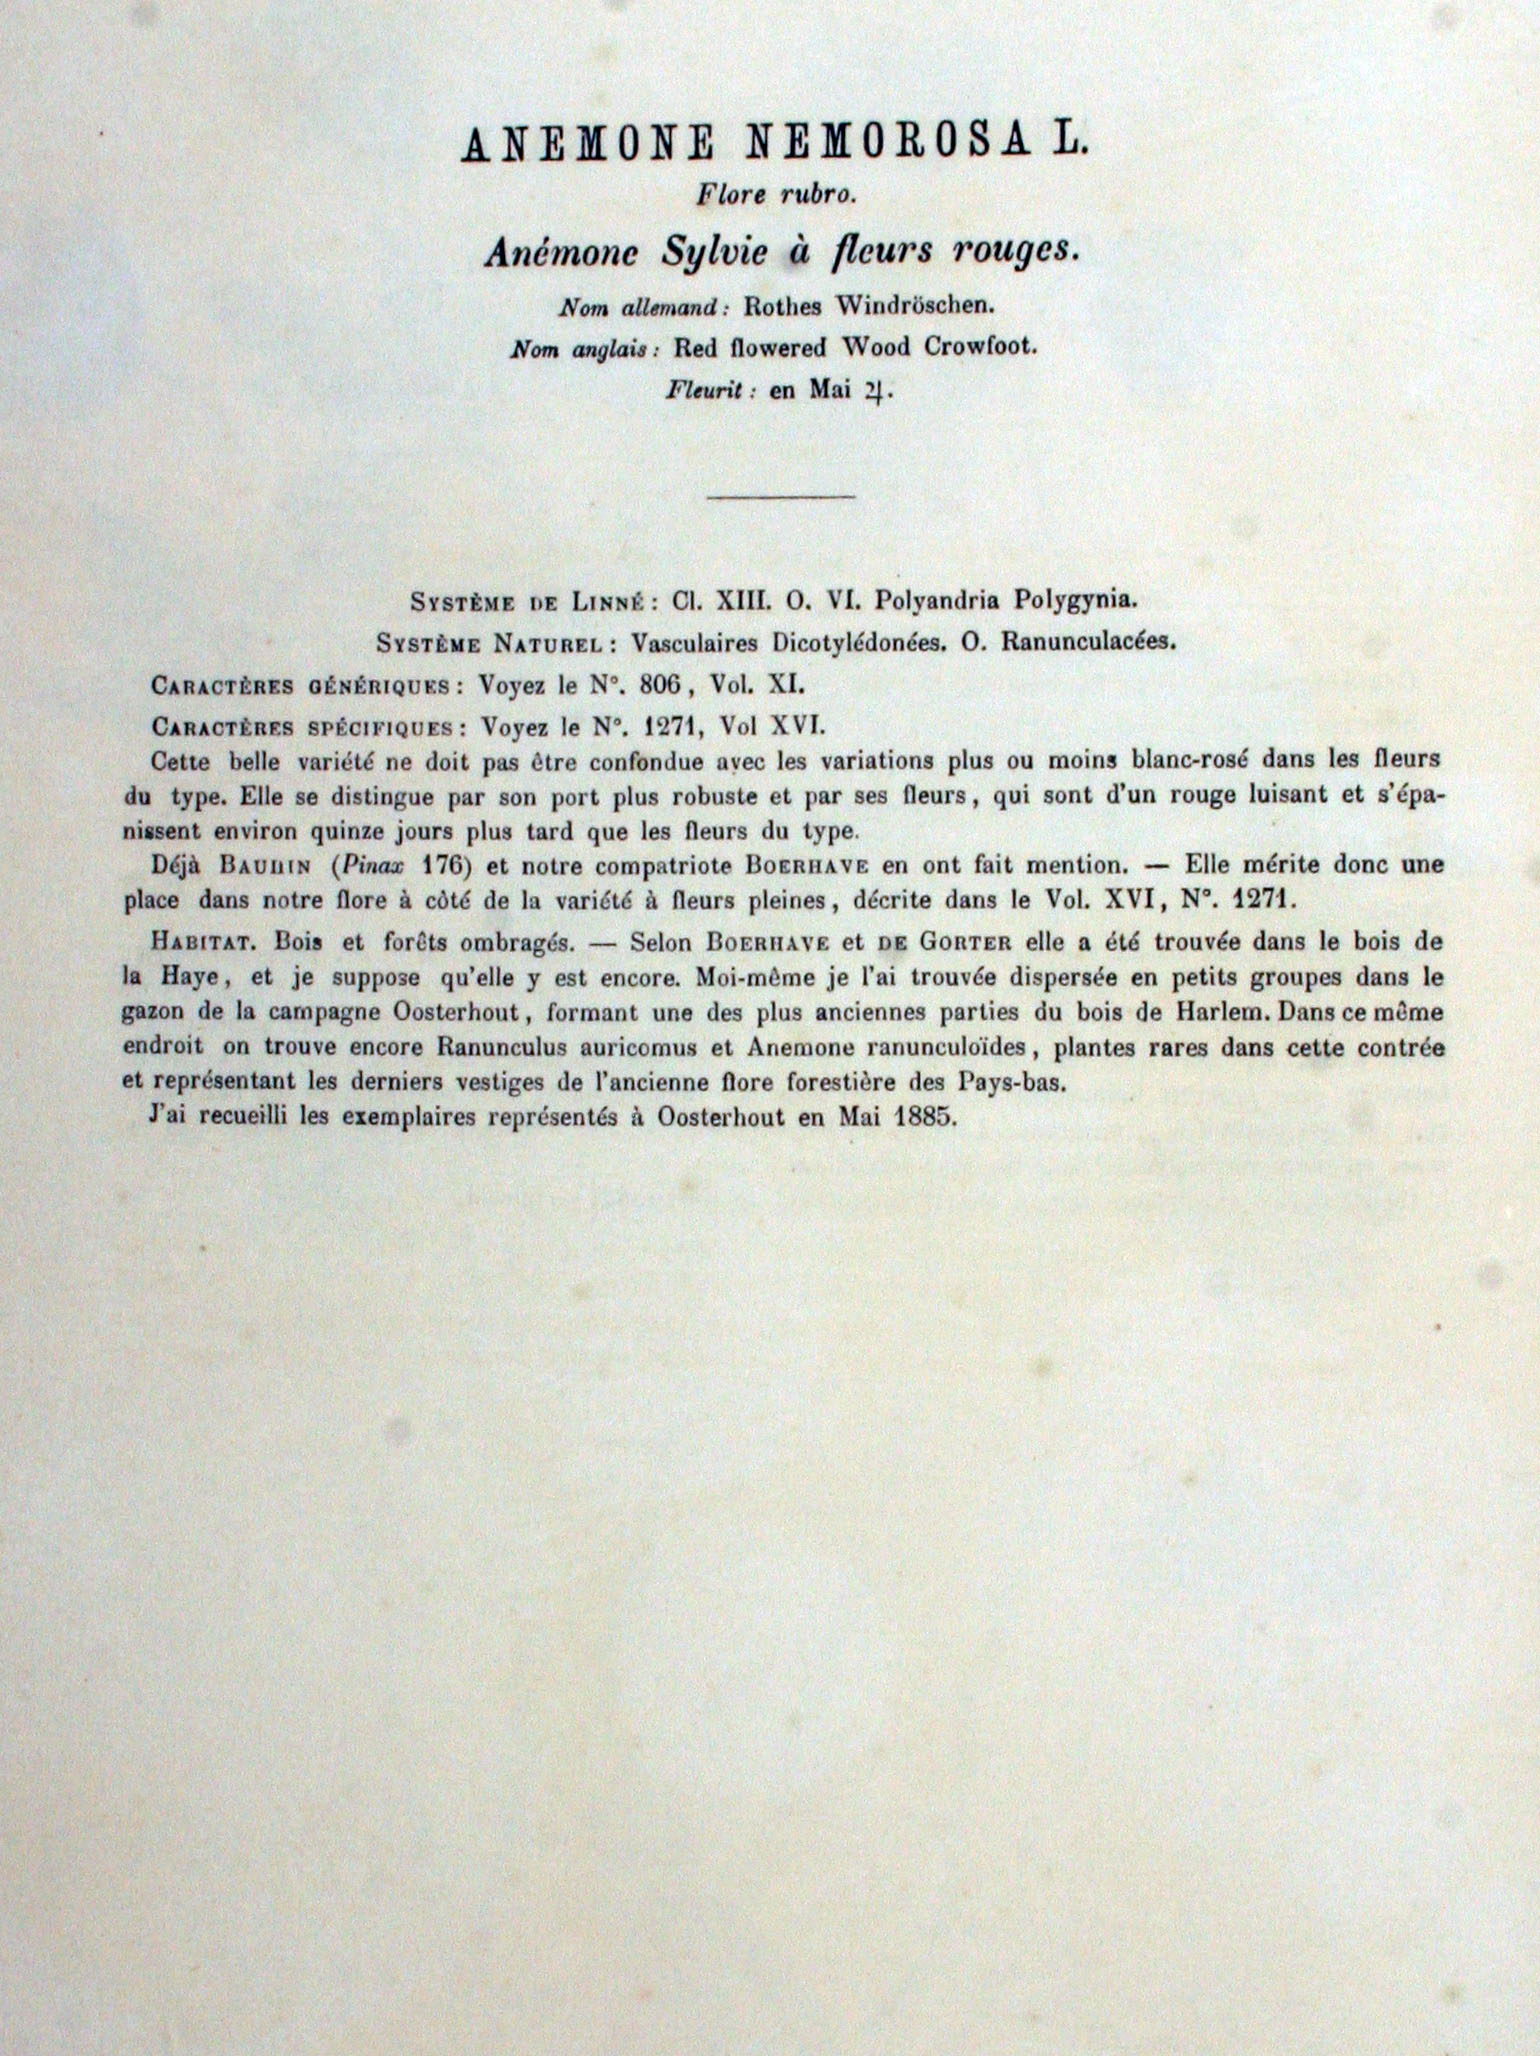 ANEMONE NEMOROSA L.
Flore rubro.
Anémone Sylvie à fleurs rouges.
Nom allemand: Rothes Windröschen.
Nom anglais: Red flowered Wood Crowfoot.
Fleurit: en Mai ♃.
SYSTÈME DE LINNÉ: Cl. XIII. O. VI. Polyandria Polygynia.
SYSTÈME NATUREL: Vasculaires Dicotylédonées. O. Ranunculacées.
CARACTÈRES GÉNÉRIQUES: Voyez le N°. 806, Vol. XI.
CARACTÈRES SPÉCIFIQUES: Voyez le N°. 1271, Vol XVI.
Cette belle variété ne doit pas être confondue avec les variations plus ou moins blanc-rosé dans les fleurs
du type. Elle se distingue par son port plus robuste et par ses fleurs, qui sont d'un rouge luisant et s'épa-
nissent environ quinze jours plus tard que les fleurs du type.
Déjà BAUHIN (Pinax 176) et notre compatriote BOERHAVE en ont fait mention. — Elle mérite donc une
place dans notre flore à côté de la variété à fleurs pleines, décrite dans le Vol. XVI, N°. 1271.
HABITAT. Bois et forêts ombragés. — Selon BOERHAVE et DE GORTER elle a été trouvée dans le bois de
la Haye, et je suppose qu'elle y est encore. Moi-même je l'ai trouvée dispersée en petits groupes dans le
gazon de la campagne Oosterhout, formant une des plus anciennes parties du bois de Harlem. Dans ce même
endroit on trouve encore Ranunculus auricomus et Anemone ranunculoïdes, plantes rares dans cette contrée
et représentant les derniers vestiges de l'ancienne flore forestière des Pays-bas.
J'ai recueilli les exemplaires représentés à Oosterhout en Mai 1885.